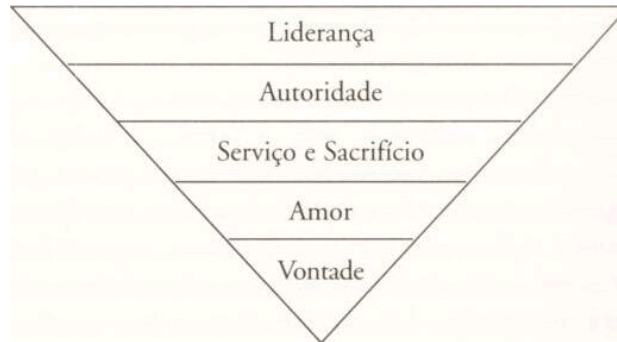 Liderança
Autoridade
Serviço e Sacrifício
Amor
Vontade